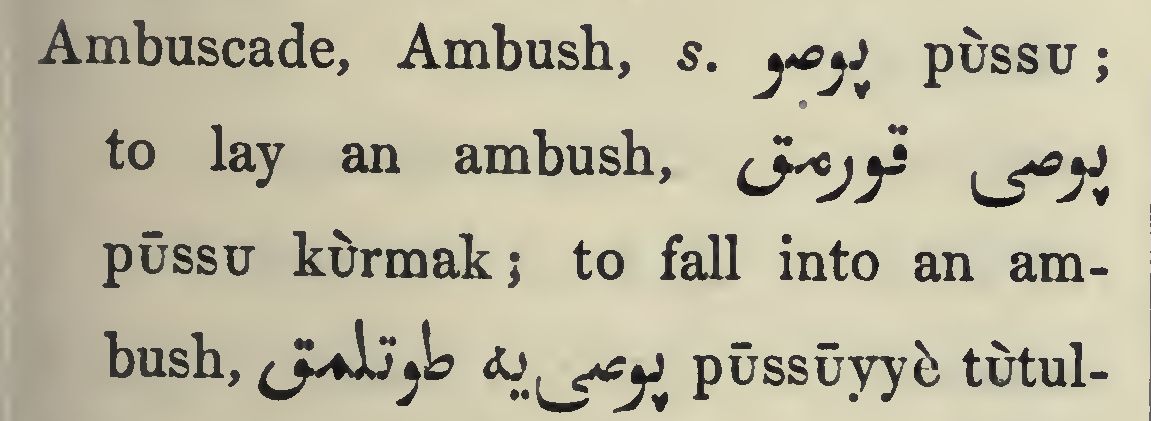 Ambuscade, Ambush, s. پوصو pùssu ;
to lay an ambush, پوصی قورمق
pūssu kùrmak ; to fall into an am-
bush, پوصی‌یه طوتلمق pūssūỵyè tùtul-